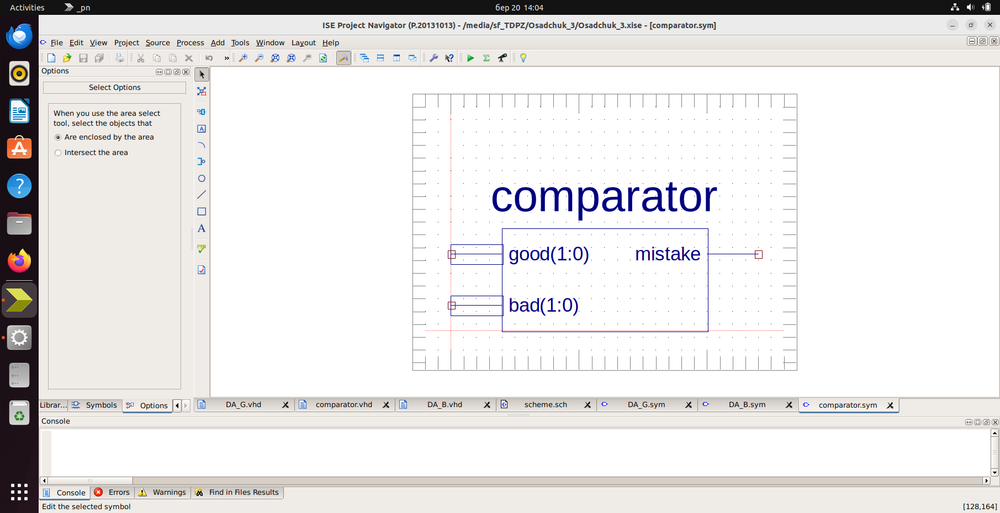 Activities
_pn
бер 20 14:04
ISE Project Navigator (P.20131013) - /media/sf_TDPZ/Osadchuk_3/Osadchuk_3.xise - [comparator.sym]
File Edit View Project Source Process Add Tools Window Layout Help
Options
Select Options
When you use the area select
tool, select the objects that
Are enclosed by the area
Intersect the area
comparator
good(1:0)
mistake
bad(1:0)
Librar... Symbols Options
DA_G.vhd comparator.vhd DA_B.vhd scheme.sch DA_G.sym DA_B.sym comparator.sym
Console
Console Errors Warnings Find in Files Results
Edit the selected symbol
[128,164]